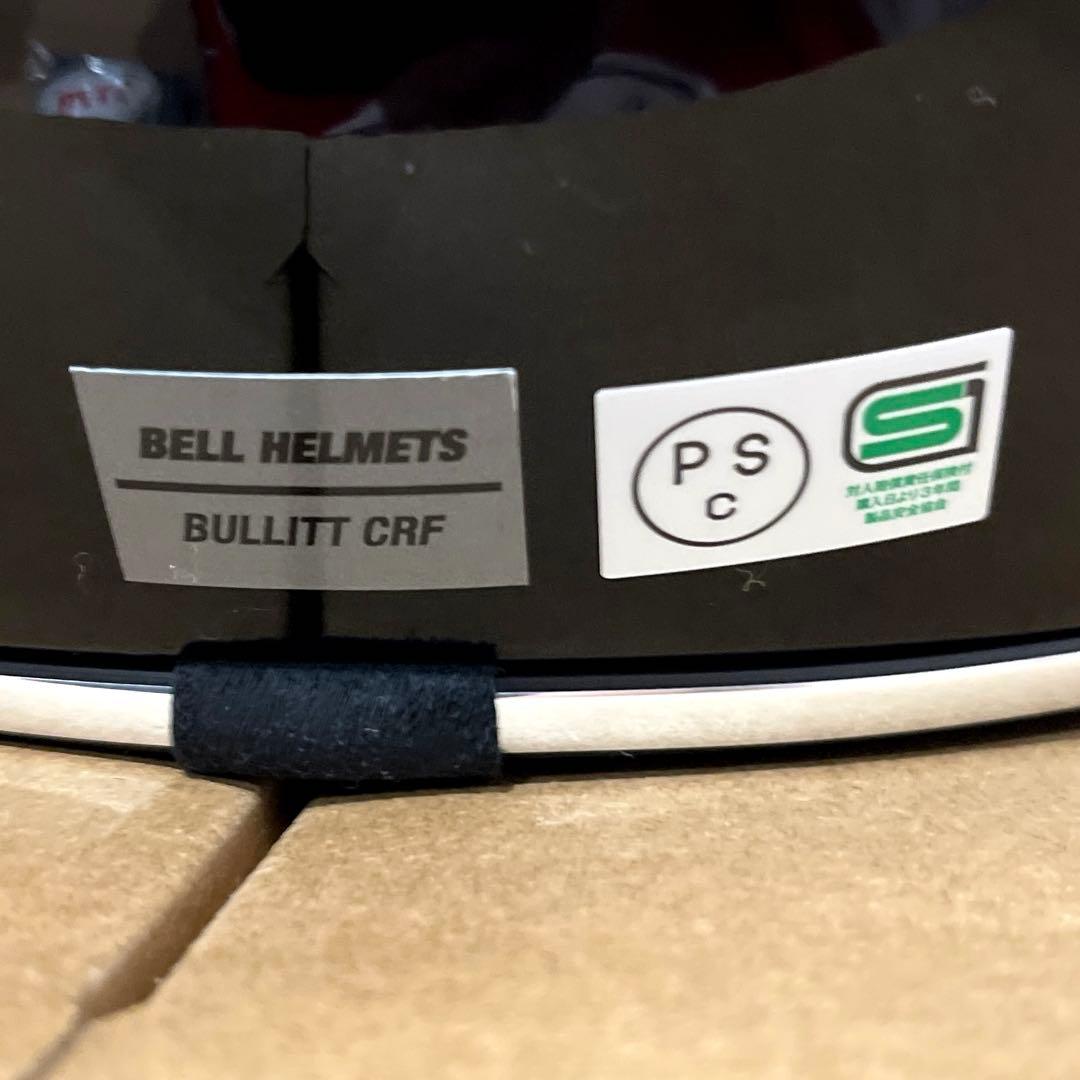 BELL HELMETS
BULLITT CRF
P S
C
SG
対人賠償責任保険付
購入日より3年間
製品安全協会